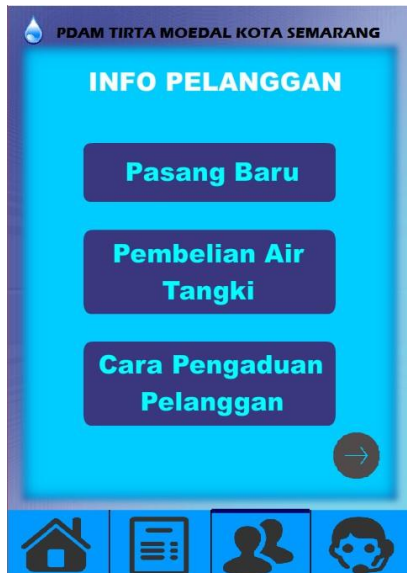 PDAM TIRTA MOEDAL KOTA SEMARANG
INFO PELANGGAN
Pasang Baru
Pembelian Air
Tangki
Cara Pengaduan
Pelanggan